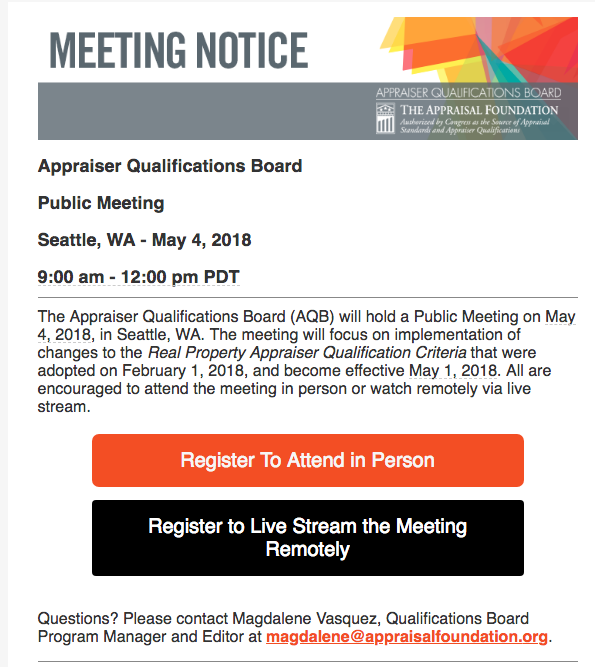 MEETING NOTICE
APPRAISER QUALIFICATIONS BOARD
THE APPRAISAL FOUNDATION
Authorized by Congress as the Source of Appraisal
Standards and Appraiser Qualifications
Appraiser Qualifications Board
Public Meeting
Seattle, WA - May 4, 2018
9:00 am - 12:00 pm PDT
The Appraiser Qualifications Board (AQB) will hold a Public Meeting on May
4, 2018, in Seattle, WA. The meeting will focus on implementation of
changes to the Real Property Appraiser Qualification Criteria that were
adopted on February 1, 2018, and become effective May 1, 2018. All are
encouraged to attend the meeting in person or watch remotely via live
stream.
Register To Attend in Person
Register to Live Stream the Meeting
Remotely
Questions? Please contact Magdalene Vasquez, Qualifications Board
Program Manager and Editor at magdalene@appraisalfoundation.org.